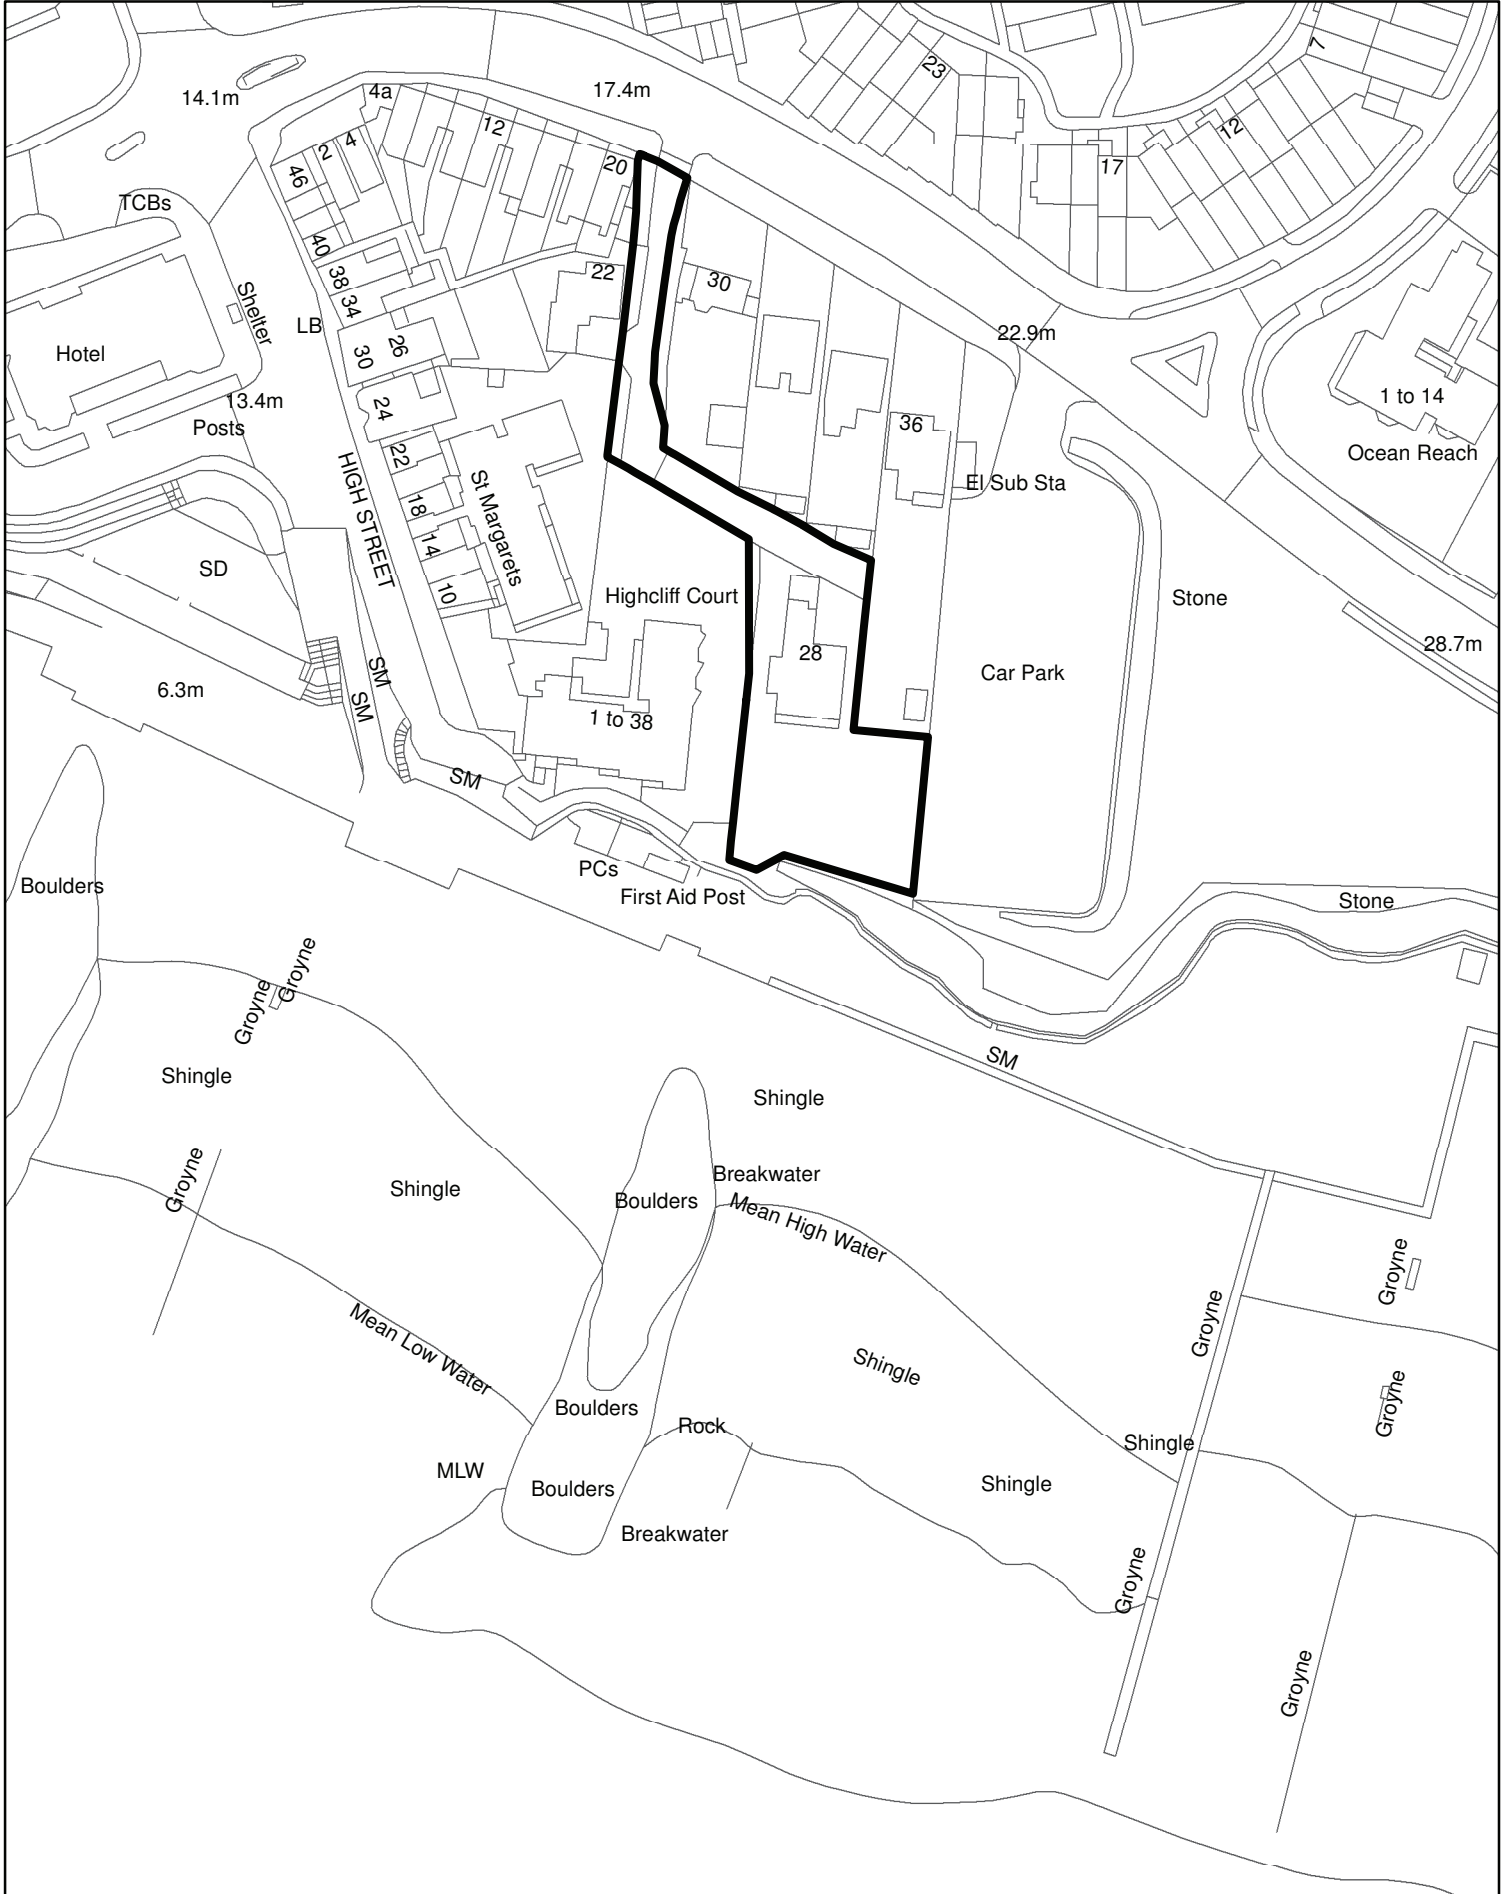 7
23
14.1m
4a
17.4m
12
12
4
2
46
20
17
TCBs
40
22
30
38
34
Shelter
LB
26
22.9m
Hotel
30
1 to 14
13.4m
24
36
Posts
22
Ocean Reach
El Sub Sta
HIGH STREET
18
St Margarets
14
SD
10
Highcliff Court
Stone
28
28.7m
SM
Car Park
6.3m
SM
1 to 38
SM
PCs
Boulders
First Aid Post
Stone
Groyne
Groyne
SM
Shingle
Shingle
Groyne
Breakwater
Shingle
Boulders
Mean High Water
Groyne
Groyne
Mean Low Water
Shingle
Boulders
Groyne
Rock
Shingle
MLW
Shingle
Boulders
Breakwater
Groyne
Groyne